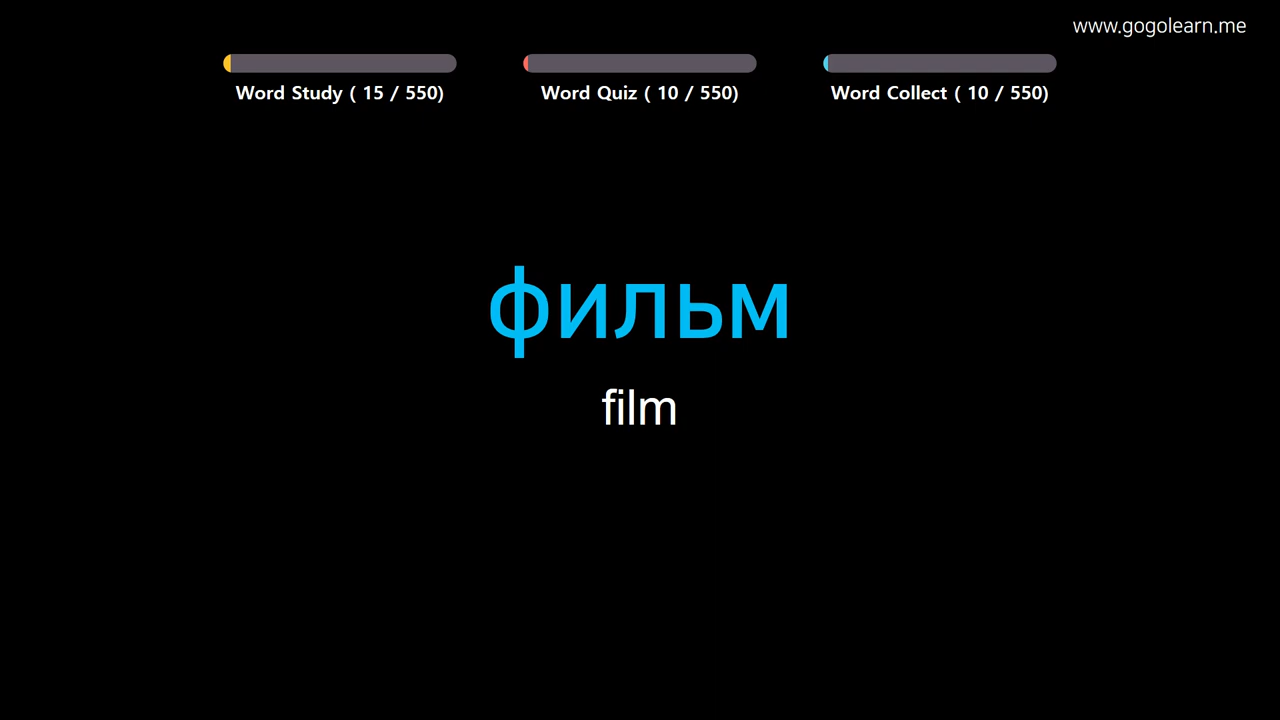 www.gogolearn.me
Word Study ( 15 / 550)
Word Quiz ( 10 / 550)
Word Collect ( 10 / 550)
фильм
film